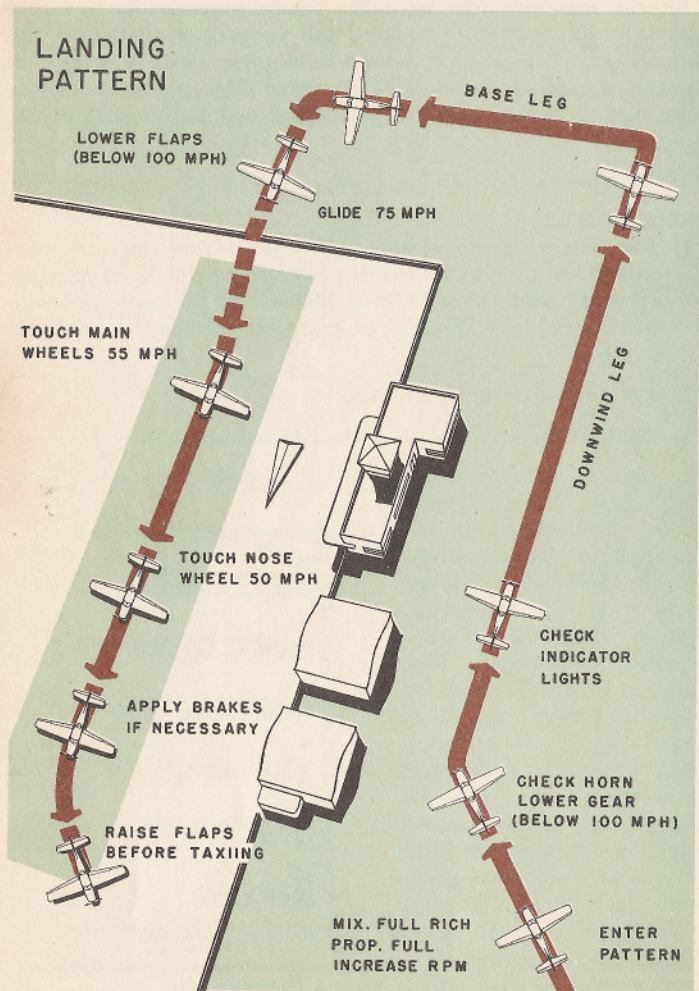 LANDING
PATTERN
BASE LEG
LOWER FLAPS
(BELOW 100 MPH)
GLIDE 75 MPH
TOUCH MAIN
WHEELS 55 MPH
DOWNWIND LEG
TOUCH NOSE
WHEEL 50 MPH
CHECK
INDICATOR
LIGHTS
APPLY BRAKES
IF NECESSARY
CHECK HORN
LOWER GEAR
(BELOW 100 MPH)
RAISE FLAPS
BEFORE TAXIING
MIX. FULL RICH
PROP. FULL
INCREASE RPM
ENTER
PATTERN